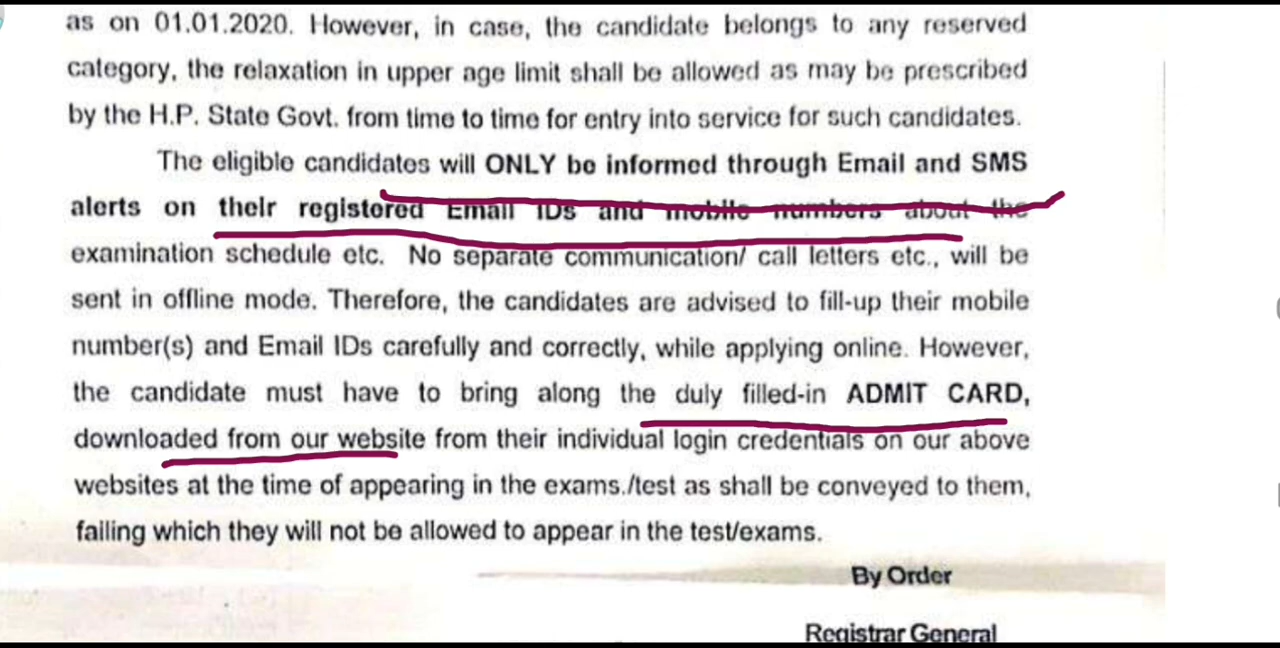 as on 01.01.2020. However, in case, the candidate belongs to any reserved
category, the relaxation in upper age limit shall be allowed as may be prescribed
by the H.P. State Govt. from time to time for entry into service for such candidates.
The eligible candidates will ONLY be informed through Email and SMS
alerts on their registered Email IDs and mobile numbers about the
examination schedule etc. No separate communication/ call letters etc., will be
sent in offline mode. Therefore, the candidates are advised to fill-up their mobile
number(s) and Email IDs carefully and correctly, while applying online. However,
the candidate must have to bring along the duly filled-in ADMIT CARD,
downloaded from our website from their individual login credentials on our above
websites at the time of appearing in the exams./test as shall be conveyed to them,
failing which they will not be allowed to appear in the test/exams.
By Order
Registrar General